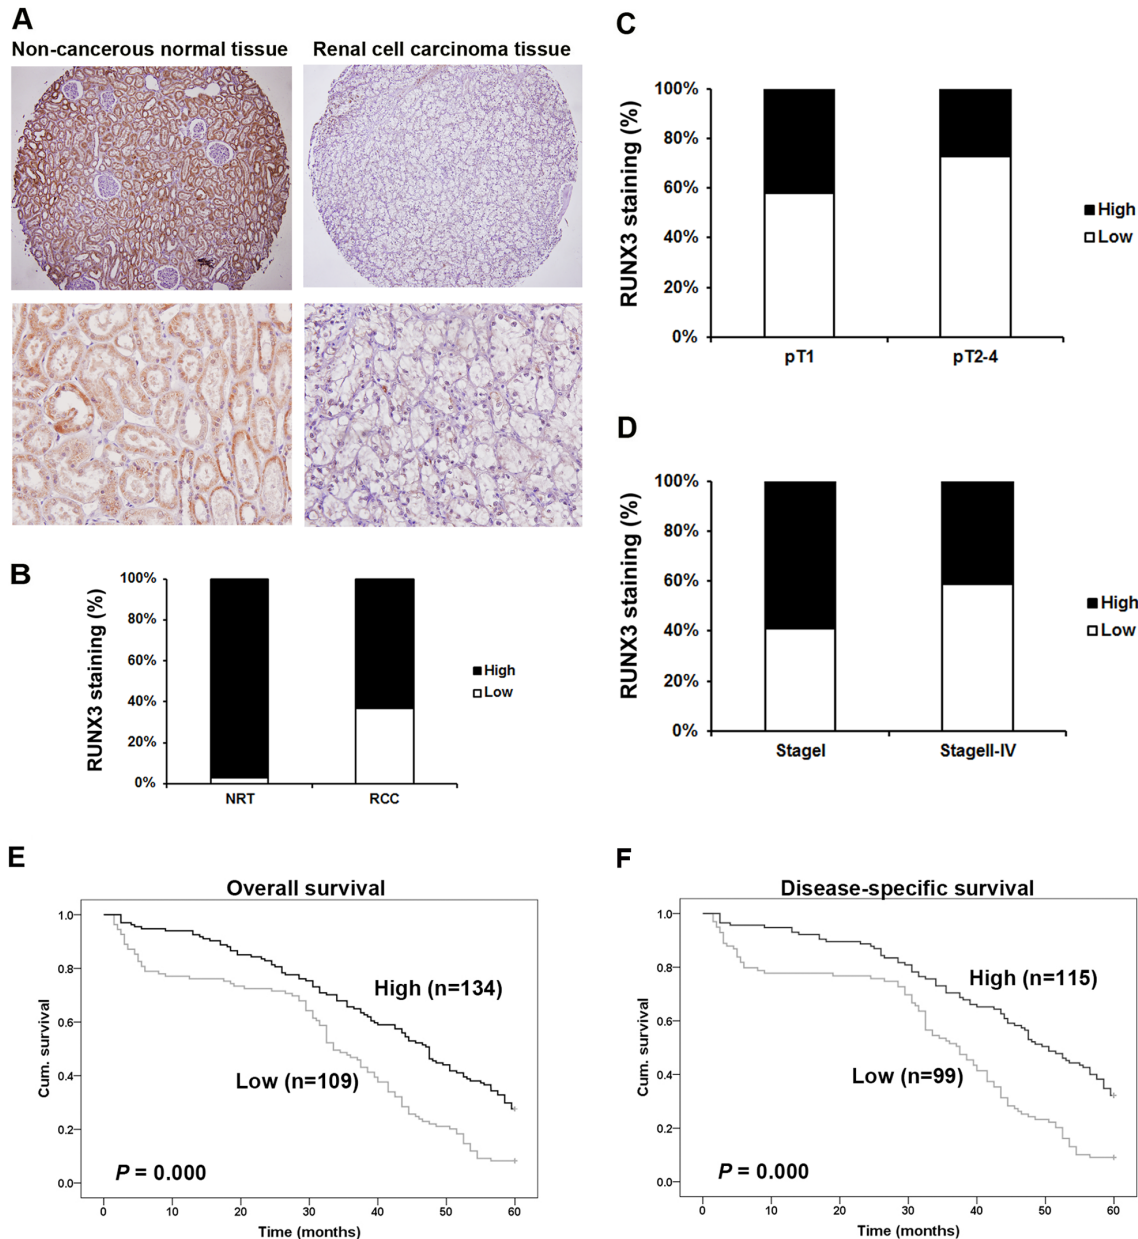 A
Non-cancerous normal tissue
Renal cell carcinoma tissue
B
RUNX3 staining (%)
100%
80%
60%
40%
20%
0%
NRT
RCC
High
Low
C
RUNX3 staining (%)
100%
80%
60%
40%
20%
0%
pT1
pT2-4
High
Low
D
RUNX3 staining (%)
100%
80%
60%
40%
20%
0%
StageI
StageII-IV
High
Low
E
Overall survival
Cum. survival
1.0
0.8
0.6
0.4
0.2
0.0
High (n=134)
Low (n=109)
P = 0.000
0 10 20 30 40 50 60
Time (months)
F
Disease-specific survival
Cum. survival
1.0
0.8
0.6
0.4
0.2
0.0
High (n=115)
Low (n=99)
P = 0.000
0 10 20 30 40 50 60
Time (months)